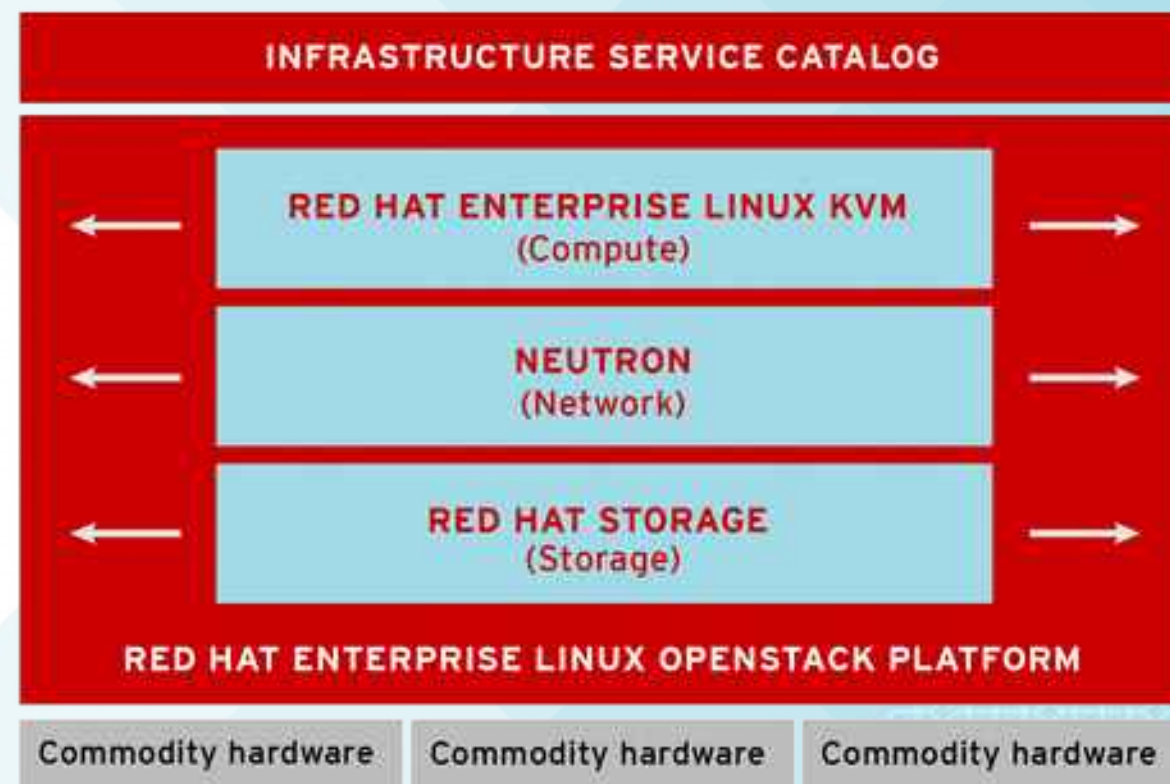 INFRASTRUCTURE SERVICE CATALOG
RED HAT ENTERPRISE LINUX KVM
(Compute)
NEUTRON
(Network)
RED HAT STORAGE
(Storage)
RED HAT ENTERPRISE LINUX OPENSTACK PLATFORM
Commodity hardware Commodity hardware Commodity hardware